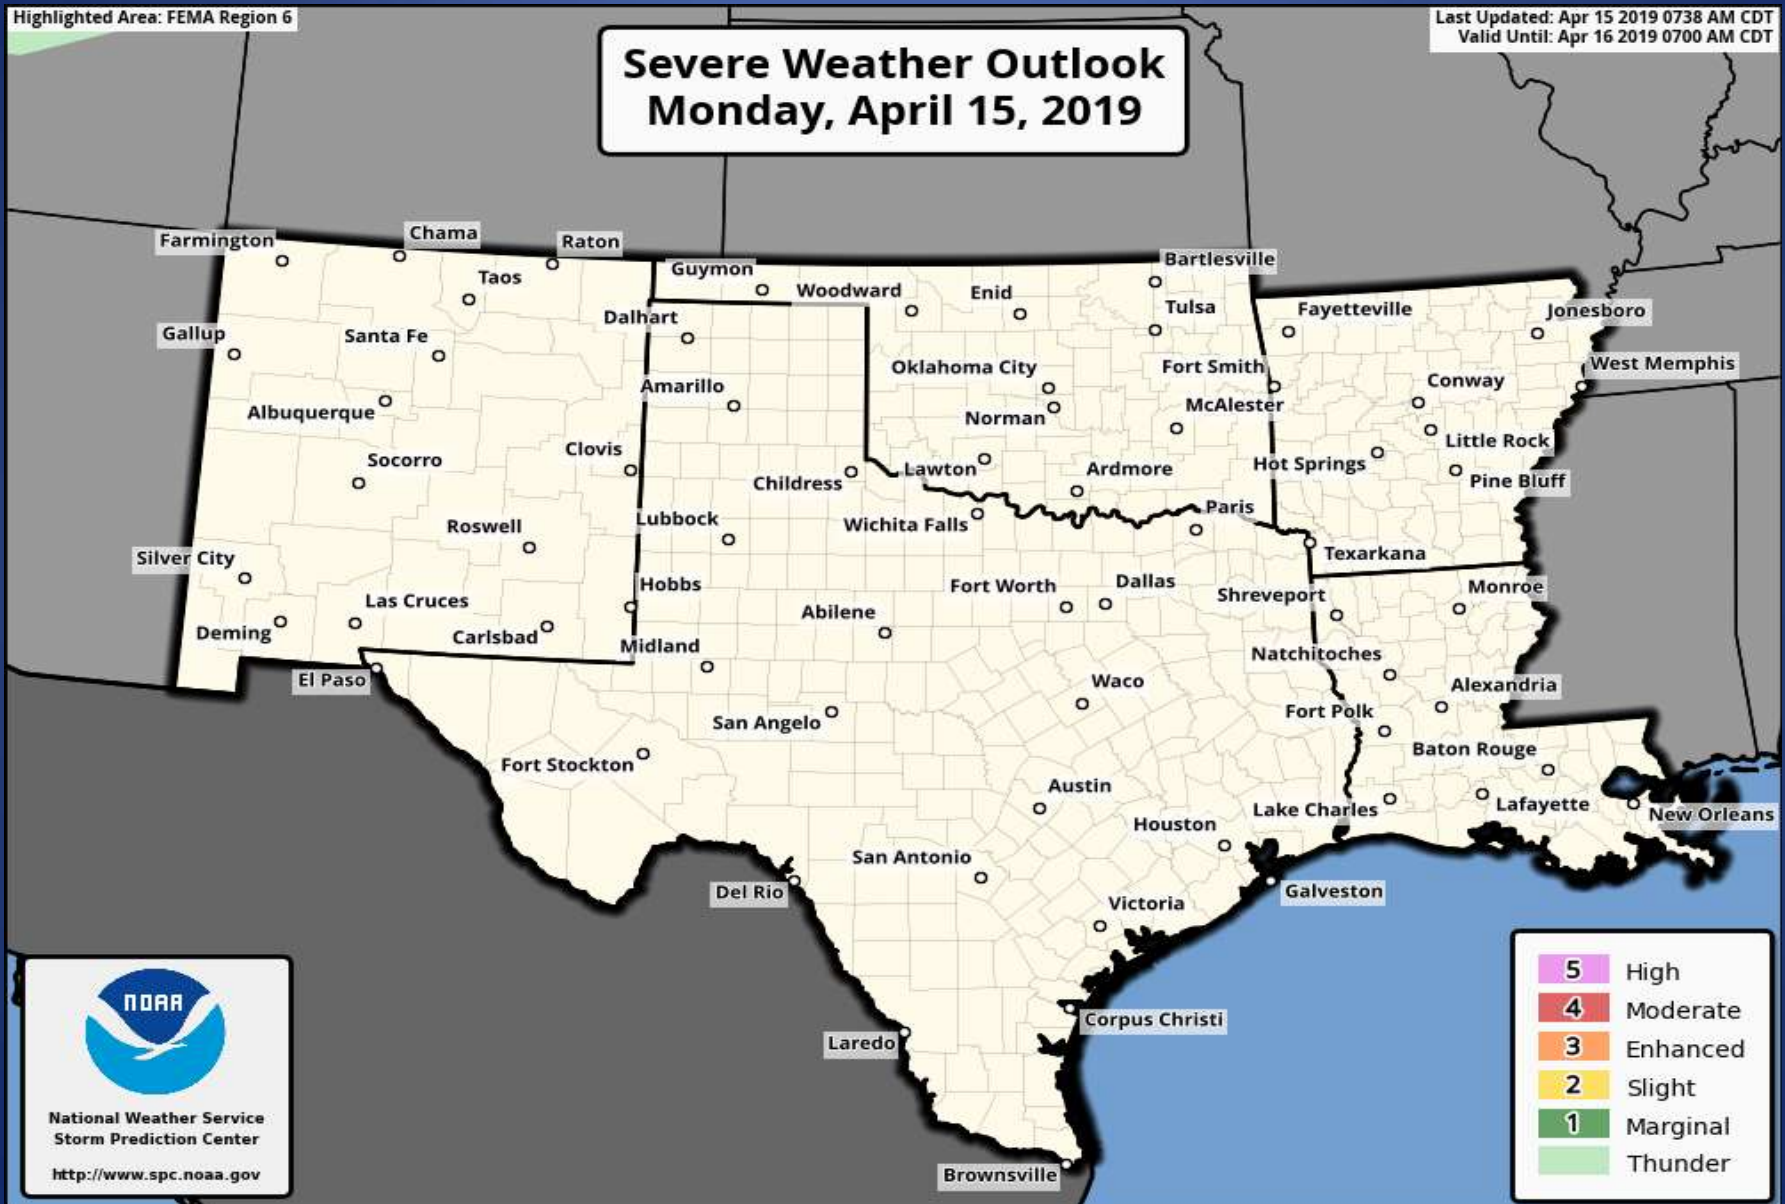 Highlighted Area: FEMA Region 6
Last Updated: Apr 15 2019 0738 AM CDT
Valid Until: Apr 16 2019 0700 AM CDT
Severe Weather Outlook
Monday, April 15, 2019
Farmington
Chama
Raton
Taos
Guymon
Woodward
Enid
Bartlesville
Tulsa
Fayetteville
Jonesboro
Gallup
Santa Fe
Dalhart
Oklahoma City
Fort Smith
West Memphis
Amarillo
Conway
Albuquerque
Norman
McAlester
Little Rock
Socorro
Clovis
Childress
Lawton
Ardmore
Hot Springs
Pine Bluff
Roswell
Lubbock
Wichita Falls
Paris
Texarkana
Silver City
Hobbs
Fort Worth
Dallas
Shreveport
Monroe
Las Cruces
Abilene
Deming
Carlsbad
Midland
Natchitoches
El Paso
Waco
Alexandria
San Angelo
Fort Polk
Fort Stockton
Baton Rouge
Austin
Lake Charles
Lafayette
New Orleans
Houston
San Antonio
Del Rio
Galveston
Victoria
Corpus Christi
Laredo
Brownsville
NOAA
National Weather Service
Storm Prediction Center
http://www.spc.noaa.gov
5 High
4 Moderate
3 Enhanced
2 Slight
1 Marginal
Thunder